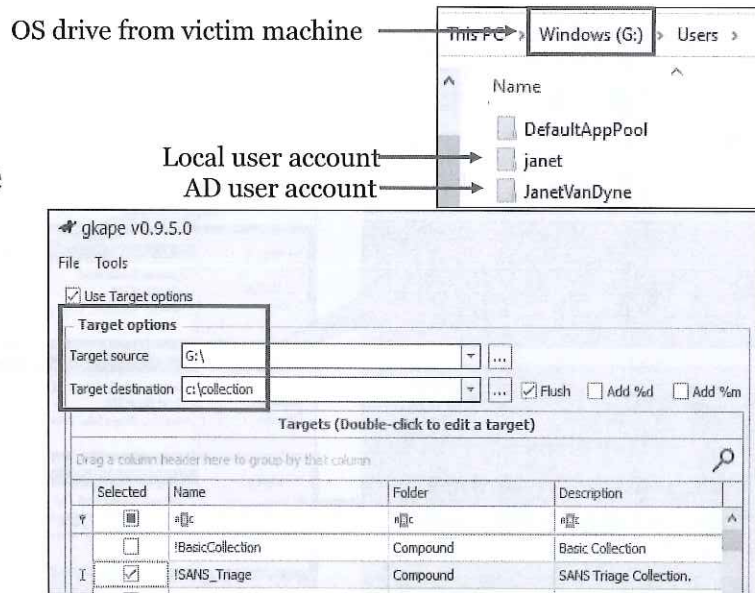 OS drive from victim machine
This PC > Windows (G:) > Users >
Name
DefaultAppPool
Local user account
janet
AD user account
JanetVanDyne
gkape v0.9.5.0
File Tools
Use Target options
Target options
Target source G:\
Target destination c:\collection ... Flush Add %d Add %m
Targets (Double-click to edit a target)
Drag a column header here to group by that column
Selected Name Folder Description
!BasicCollection Compound Basic Collection
!SANS_Triage Compound SANS Triage Collection.